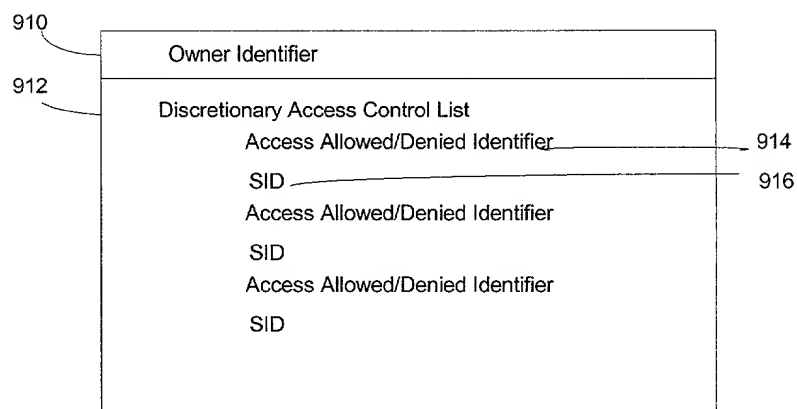 910
Owner Identifier
912
Discretionary Access Control List
Access Allowed/Denied Identifier
914
SID
916
Access Allowed/Denied Identifier
SID
Access Allowed/Denied Identifier
SID